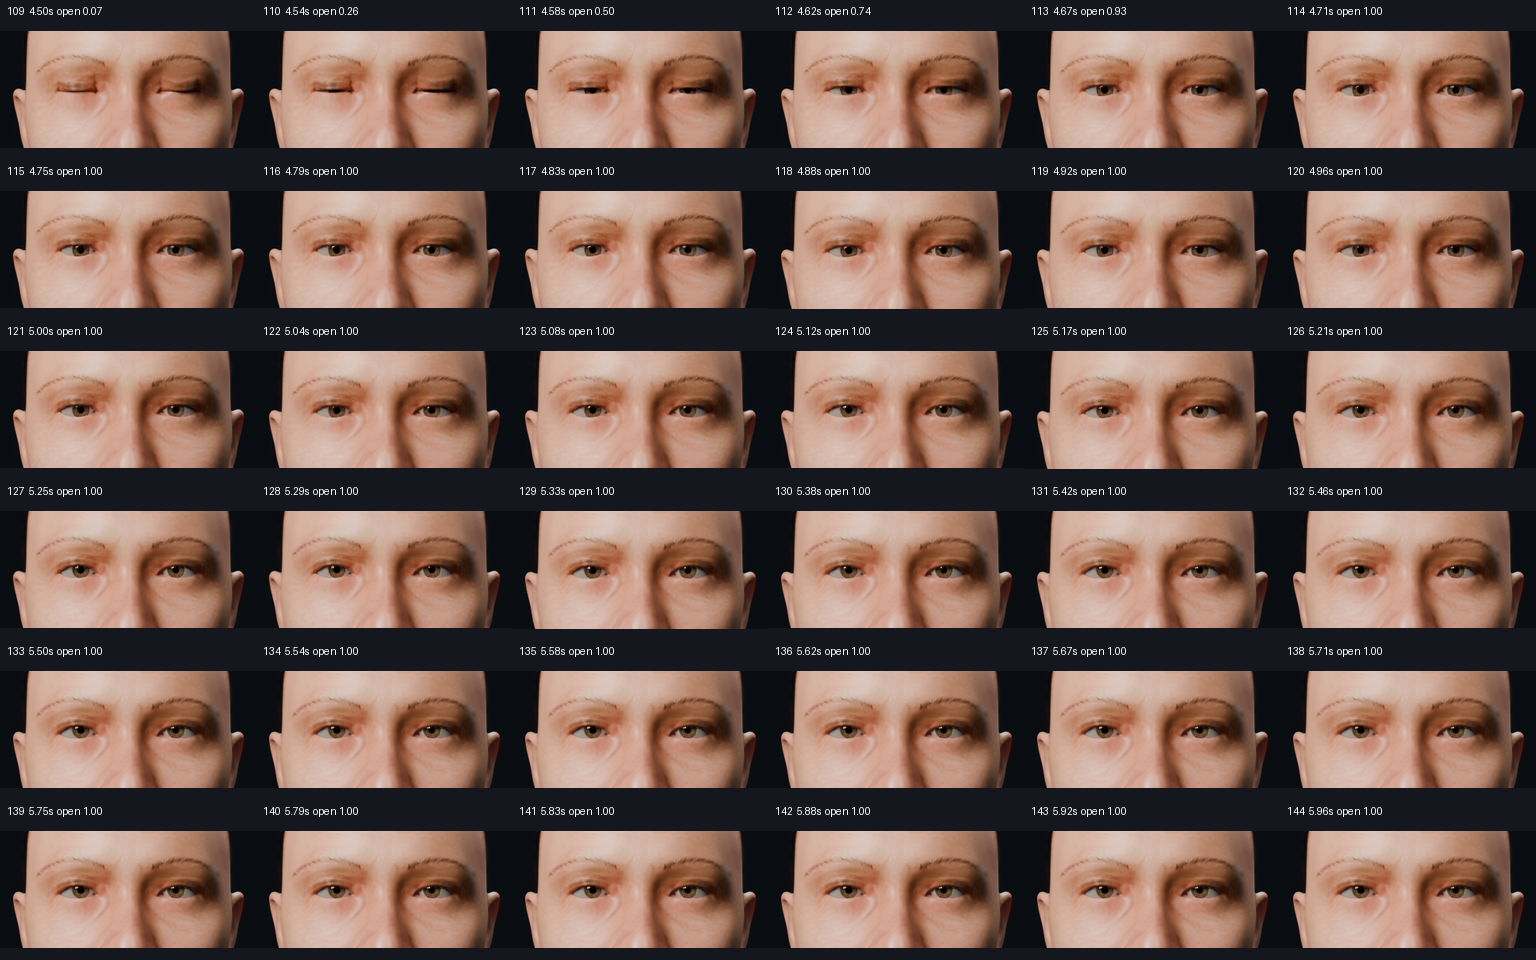 109 4.50s open 0.07
110 4.54s open 0.26
111 4.58s open 0.50
112 4.62s open 0.74
113 4.67s open 0.93
114 4.71s open 1.00
115 4.75s open 1.00
116 4.79s open 1.00
117 4.83s open 1.00
118 4.88s open 1.00
119 4.92s open 1.00
120 4.96s open 1.00
121 5.00s open 1.00
122 5.04s open 1.00
123 5.08s open 1.00
124 5.12s open 1.00
125 5.17s open 1.00
126 5.21s open 1.00
127 5.25s open 1.00
128 5.29s open 1.00
129 5.33s open 1.00
130 5.38s open 1.00
131 5.42s open 1.00
132 5.46s open 1.00
133 5.50s open 1.00
134 5.54s open 1.00
135 5.58s open 1.00
136 5.62s open 1.00
137 5.67s open 1.00
138 5.71s open 1.00
139 5.75s open 1.00
140 5.79s open 1.00
141 5.83s open 1.00
142 5.88s open 1.00
143 5.92s open 1.00
144 5.96s open 1.00